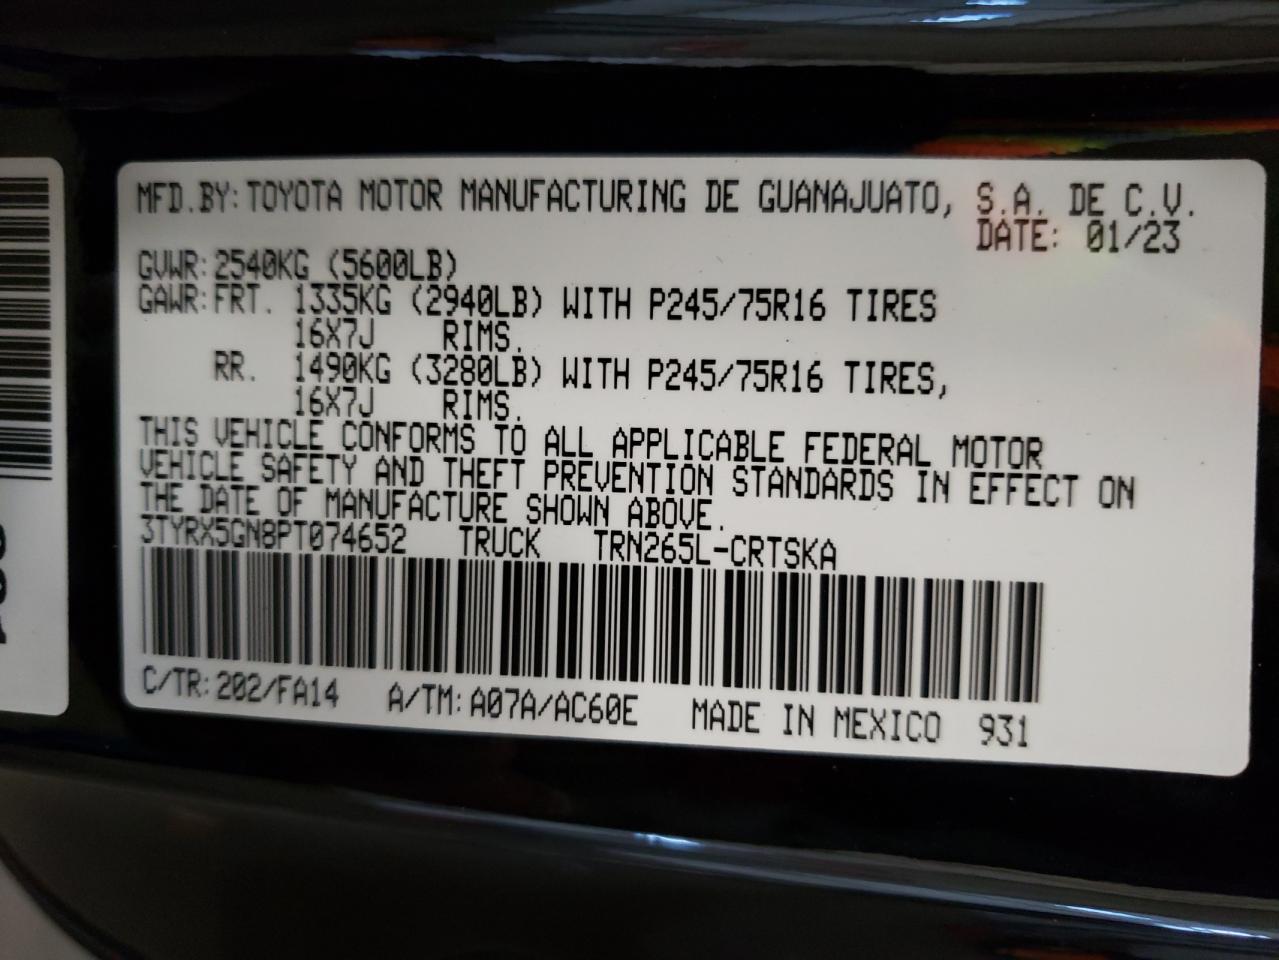 MFD.BY: TOYOTA MOTOR MANUFACTURING DE GUANAJUATO, S.A. DE C.V.
DATE: 01/23
GVWR: 2540KG (5600LB)
GAWR: FRT. 1335KG (2940LB) WITH P245/75R16 TIRES
16X7J RIMS.
RR. 1490KG (3280LB) WITH P245/75R16 TIRES,
16X7J RIMS.
THIS VEHICLE CONFORMS TO ALL APPLICABLE FEDERAL MOTOR
VEHICLE SAFETY AND THEFT PREVENTION STANDARDS IN EFFECT ON
THE DATE OF MANUFACTURE SHOWN ABOVE.
3TYRX5GN8PT074652 TRUCK TRN265L-CRTSKA
C/TR: 202/FA14 A/TM: A07A/AC60E MADE IN MEXICO 931